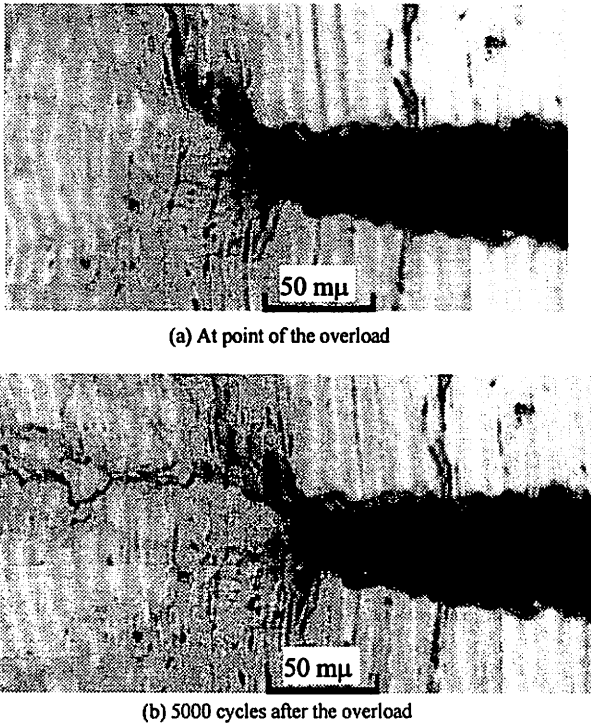 50 mμ
(a) At point of the overload
50 mμ
(b) 5000 cycles after the overload